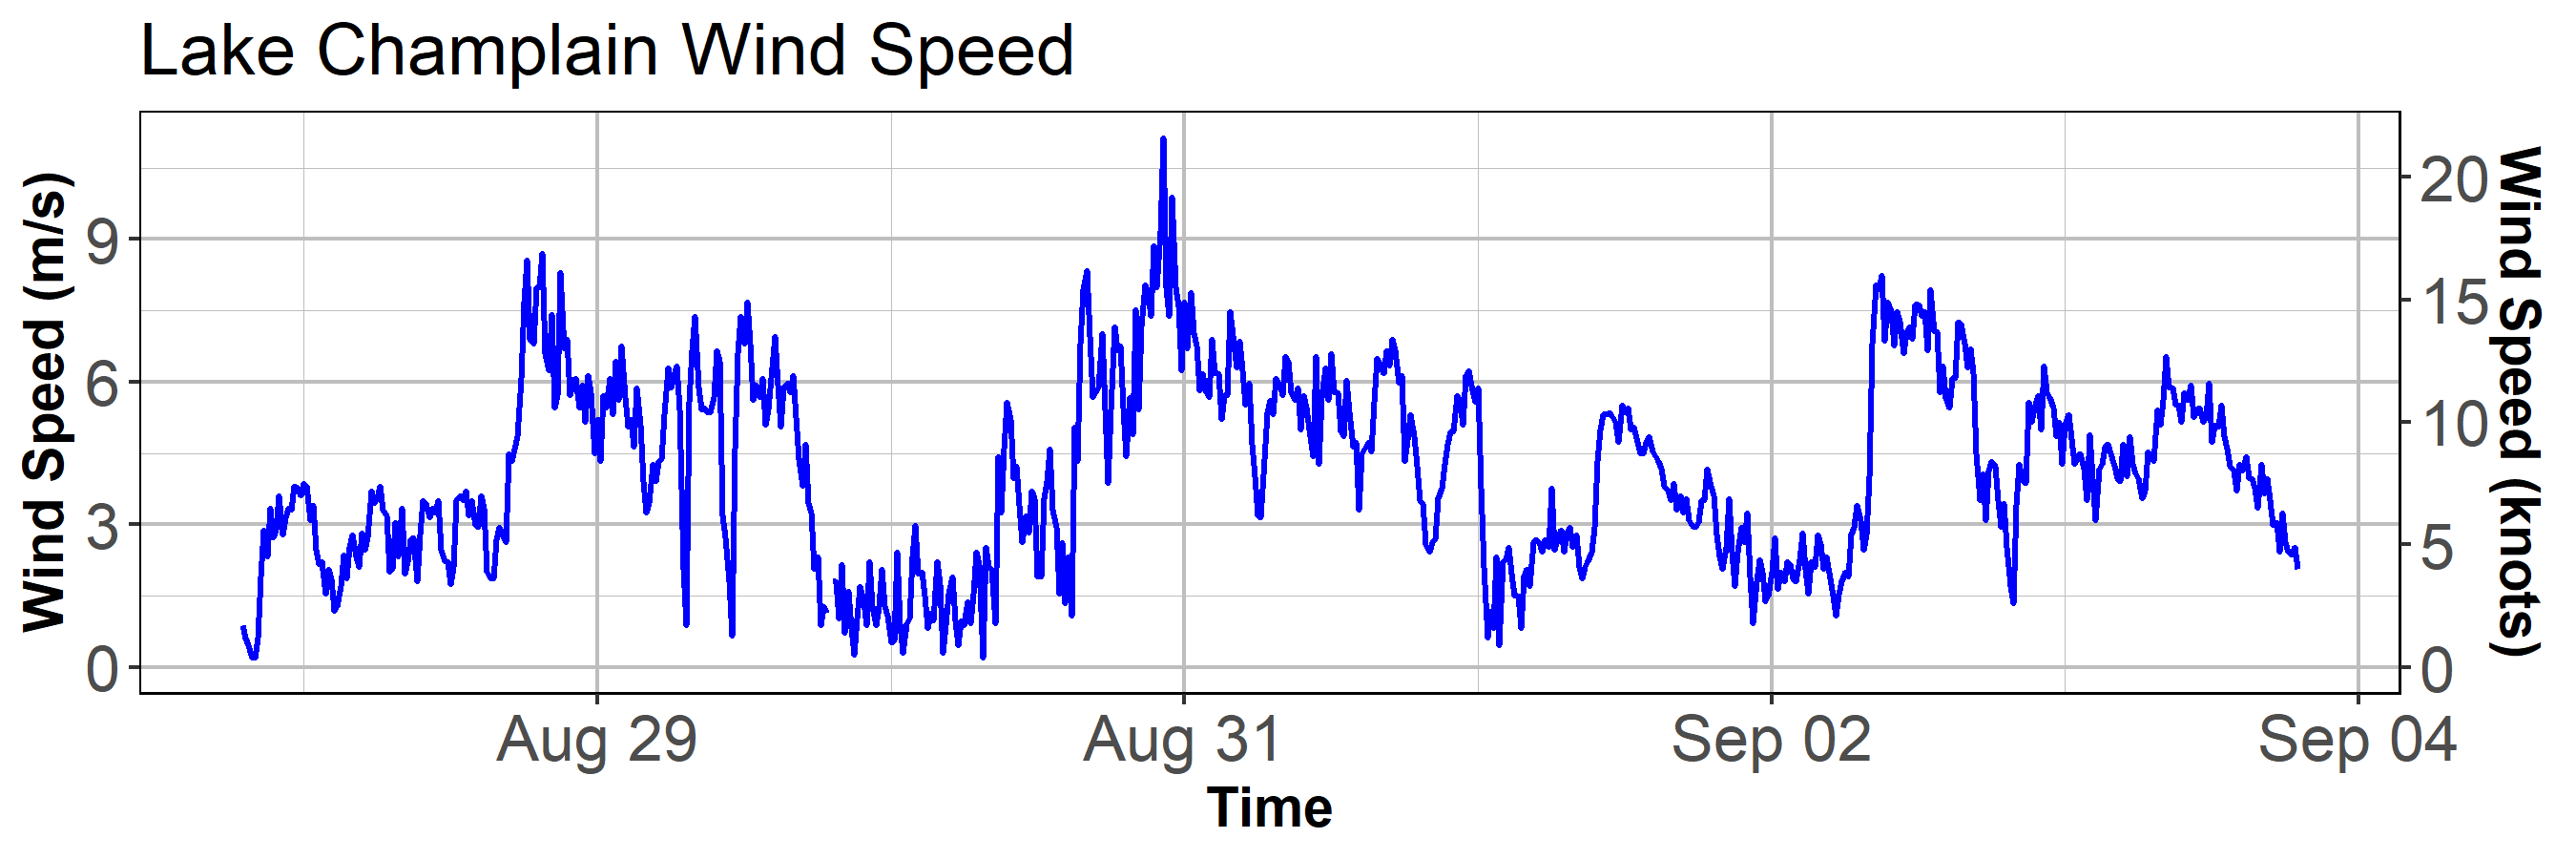 Lake Champlain Wind Speed
Wind Speed (m/s)
9
6
3
0
20
15
10
5
0
Wind Speed (knots)
Aug 29
Aug 31
Sep 02
Sep 04
Time